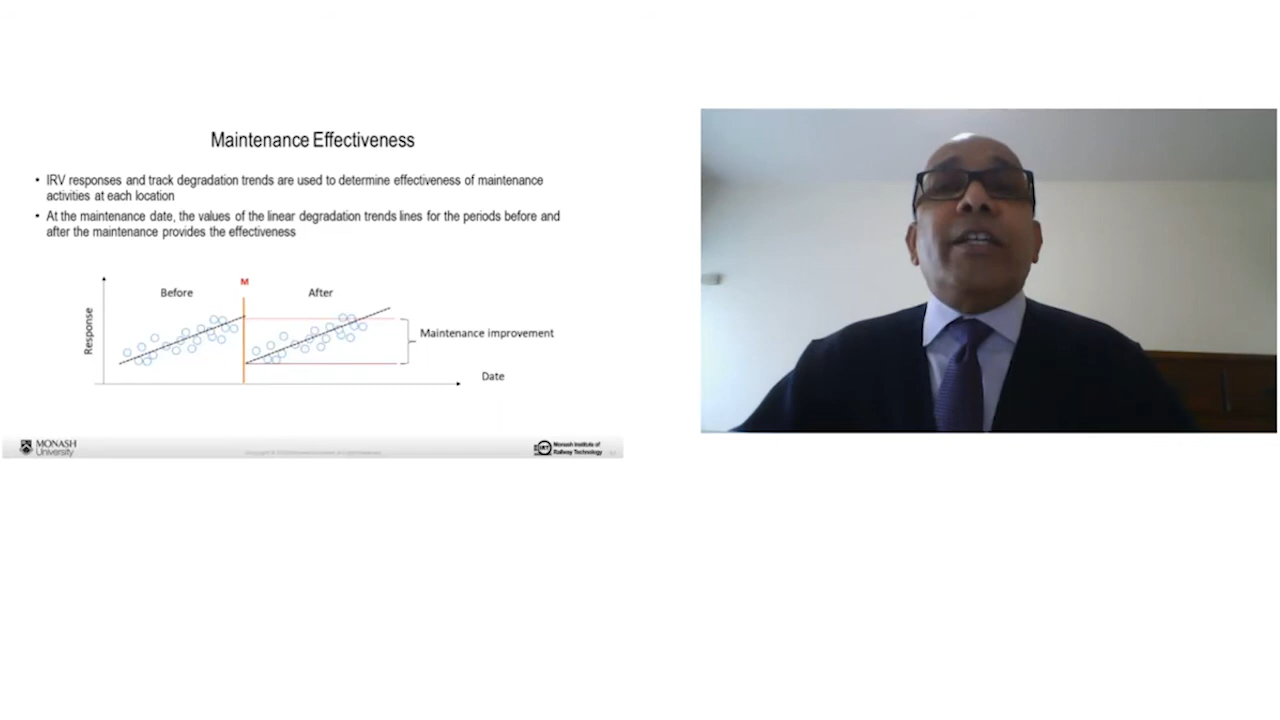 Maintenance Effectiveness
• IRV responses and track degradation trends are used to determine effectiveness of maintenance
activities at each location
• At the maintenance date, the values of the linear degradation trends lines for the periods before and
after the maintenance provides the effectiveness
M
Before
After
Response
Maintenance improvement
Date
MONASH
University
Monash Institute of
Railway Technology